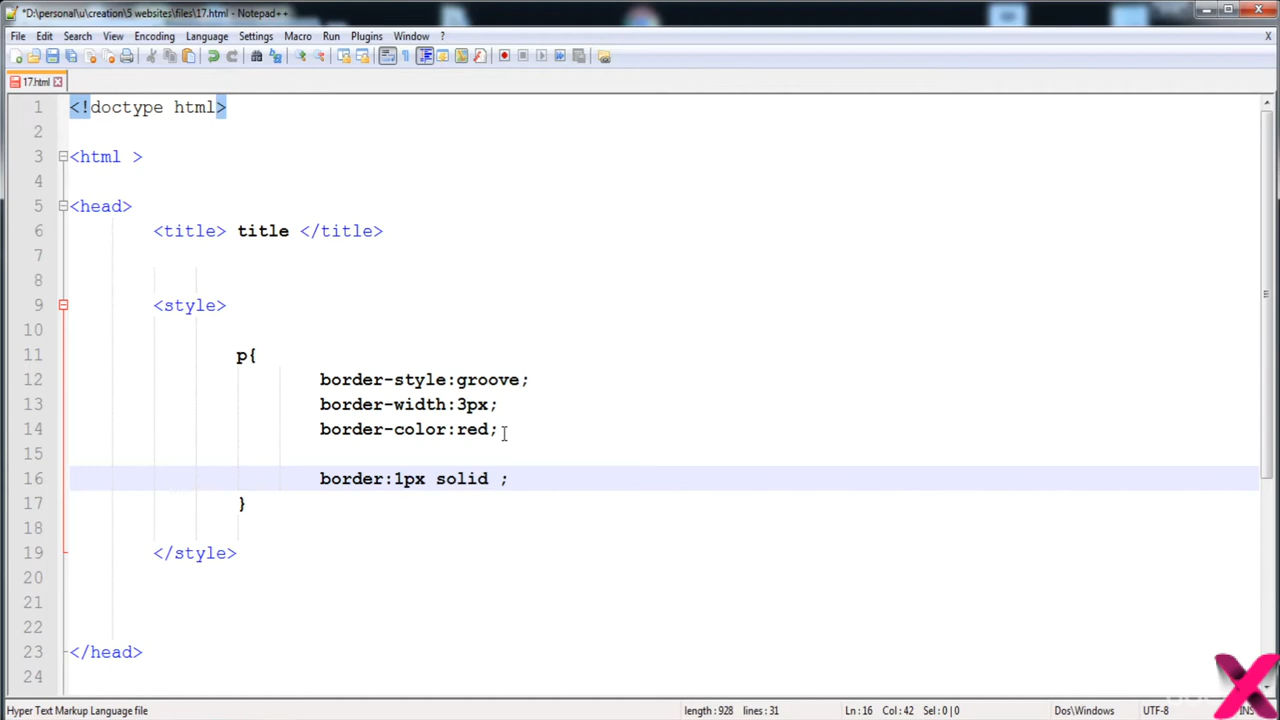 *D:\personal\u\creation\5 websites\files\17.html - Notepad++
File Edit Search View Encoding Language Settings Macro Run Plugins Window ? X
17.html
1 <!doctype html>
2
3 <html >
4
5 <head>
6 <title> title </title>
7
8
9 <style>
10
11 p{
12 border-style:groove;
13 border-width:3px;
14 border-color:red;
15
16 border:1px solid ;
17 }
18
19 </style>
20
21
22
23 </head>
24
Hyper Text Markup Language file length : 928 lines : 31 Ln : 16 Col : 42 Sel : 0 | 0 Dos\Windows UTF-8 INS